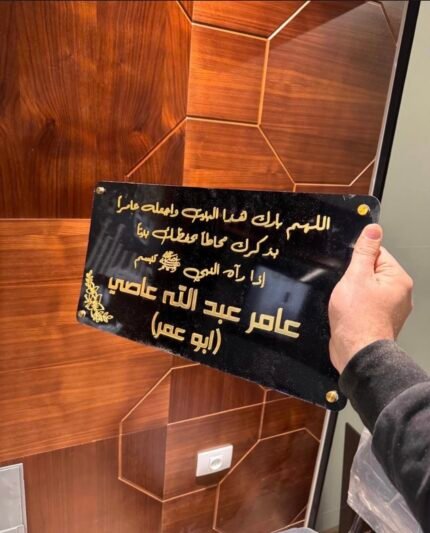 اللهم بارك هذا البيت واجعله عامراً
بذكرك محاطاً بحفظك بيتاً
إذا رآه النبي ﷺ تبسم
عامر عبد الله عاصي
(ابو عمر)